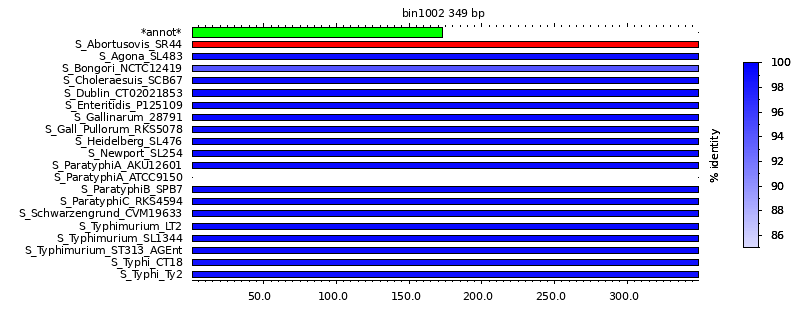 bin1002 349 bp
*annot*
S_Abortusovis_SR44
S_Agona_SL483
S_Bongori_NCTC12419
S_Choleraesuis_SCB67
S_Dublin_CT02021853
S_Enteritidis_P125109
S_Gallinarum_28791
S_Gall_Pullorum_RKS5078
S_Heidelberg_SL476
S_Newport_SL254
S_ParatyphiA_AKU12601
S_ParatyphiA_ATCC9150
S_ParatyphiB_SPB7
S_ParatyphiC_RKS4594
S_Schwarzengrund_CVM19633
S_Typhimurium_LT2
S_Typhimurium_SL1344
S_Typhimurium_ST313_AGEnt
S_Typhi_CT18
S_Typhi_Ty2
50.0 100.0 150.0 200.0 250.0 300.0
% identity
100
98
96
94
92
90
88
86